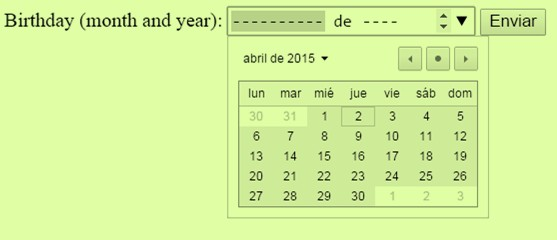 Birthday (month and year): ---------- de ---- Enviar
abril de 2015
lun mar mié jue vie sáb dom
30 31 1 2 3 4 5
6 7 8 9 10 11 12
13 14 15 16 17 18 19
20 21 22 23 24 25 26
27 28 29 30 1 2 3